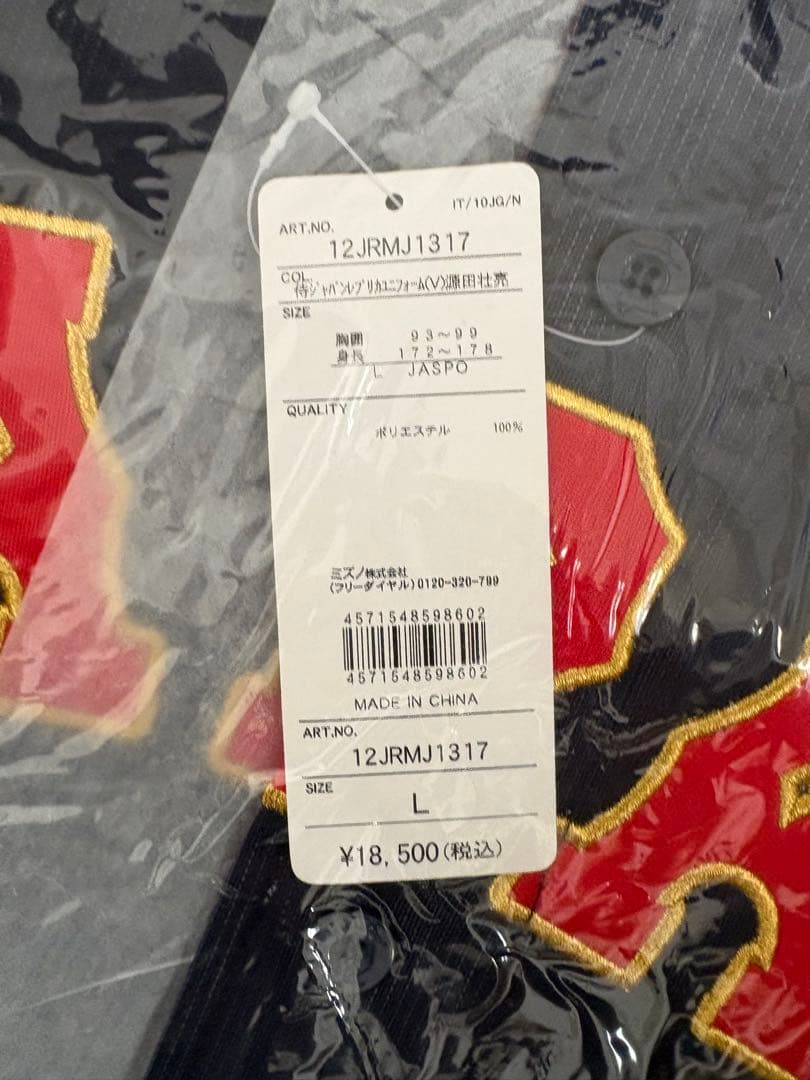 IT/10JG/N
ART.NO.
12JRMJ1317
COL.
侍ｼﾞｬﾊﾟﾝﾚﾌﾟﾘｶﾕﾆﾌｫｰﾑ(V)源田壮亮
SIZE
胸囲 93～99
身長 172～178
L JASPO
QUALITY
ポリエステル 100%
ミズノ株式会社
(フリーダイヤル)0120-320-799
4571548598602
4571548598602
MADE IN CHINA
ART.NO.
12JRMJ1317
SIZE
L
¥18,500(税込)